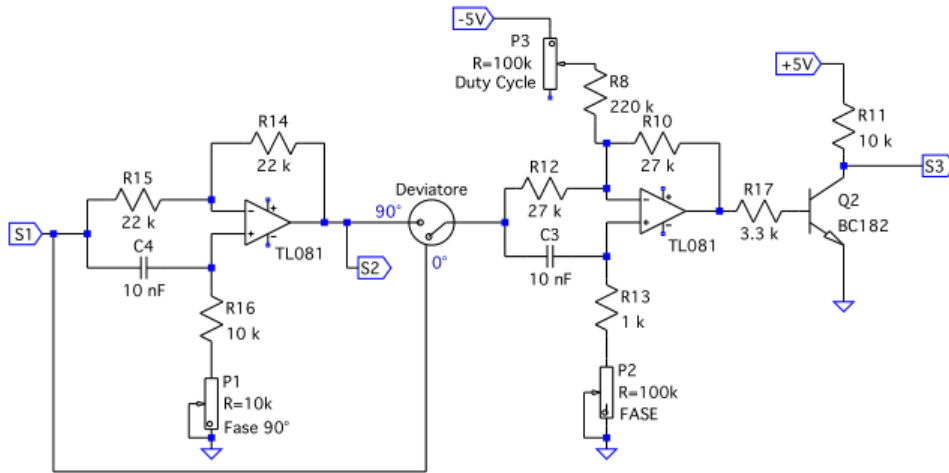 -5V
P3
R=100k
Duty Cycle
R8
220 k
+5V
R11
10 k
R14
22 k
R10
27 k
R15
22 k
R12
27 k
Deviatore
90°
0°
S1
C4
10 nF
TL081
S2
C3
10 nF
TL081
R17
3.3 k
Q2
BC182
S3
R16
10 k
R13
1 k
P1
R=10k
Fase 90°
P2
R=100k
FASE